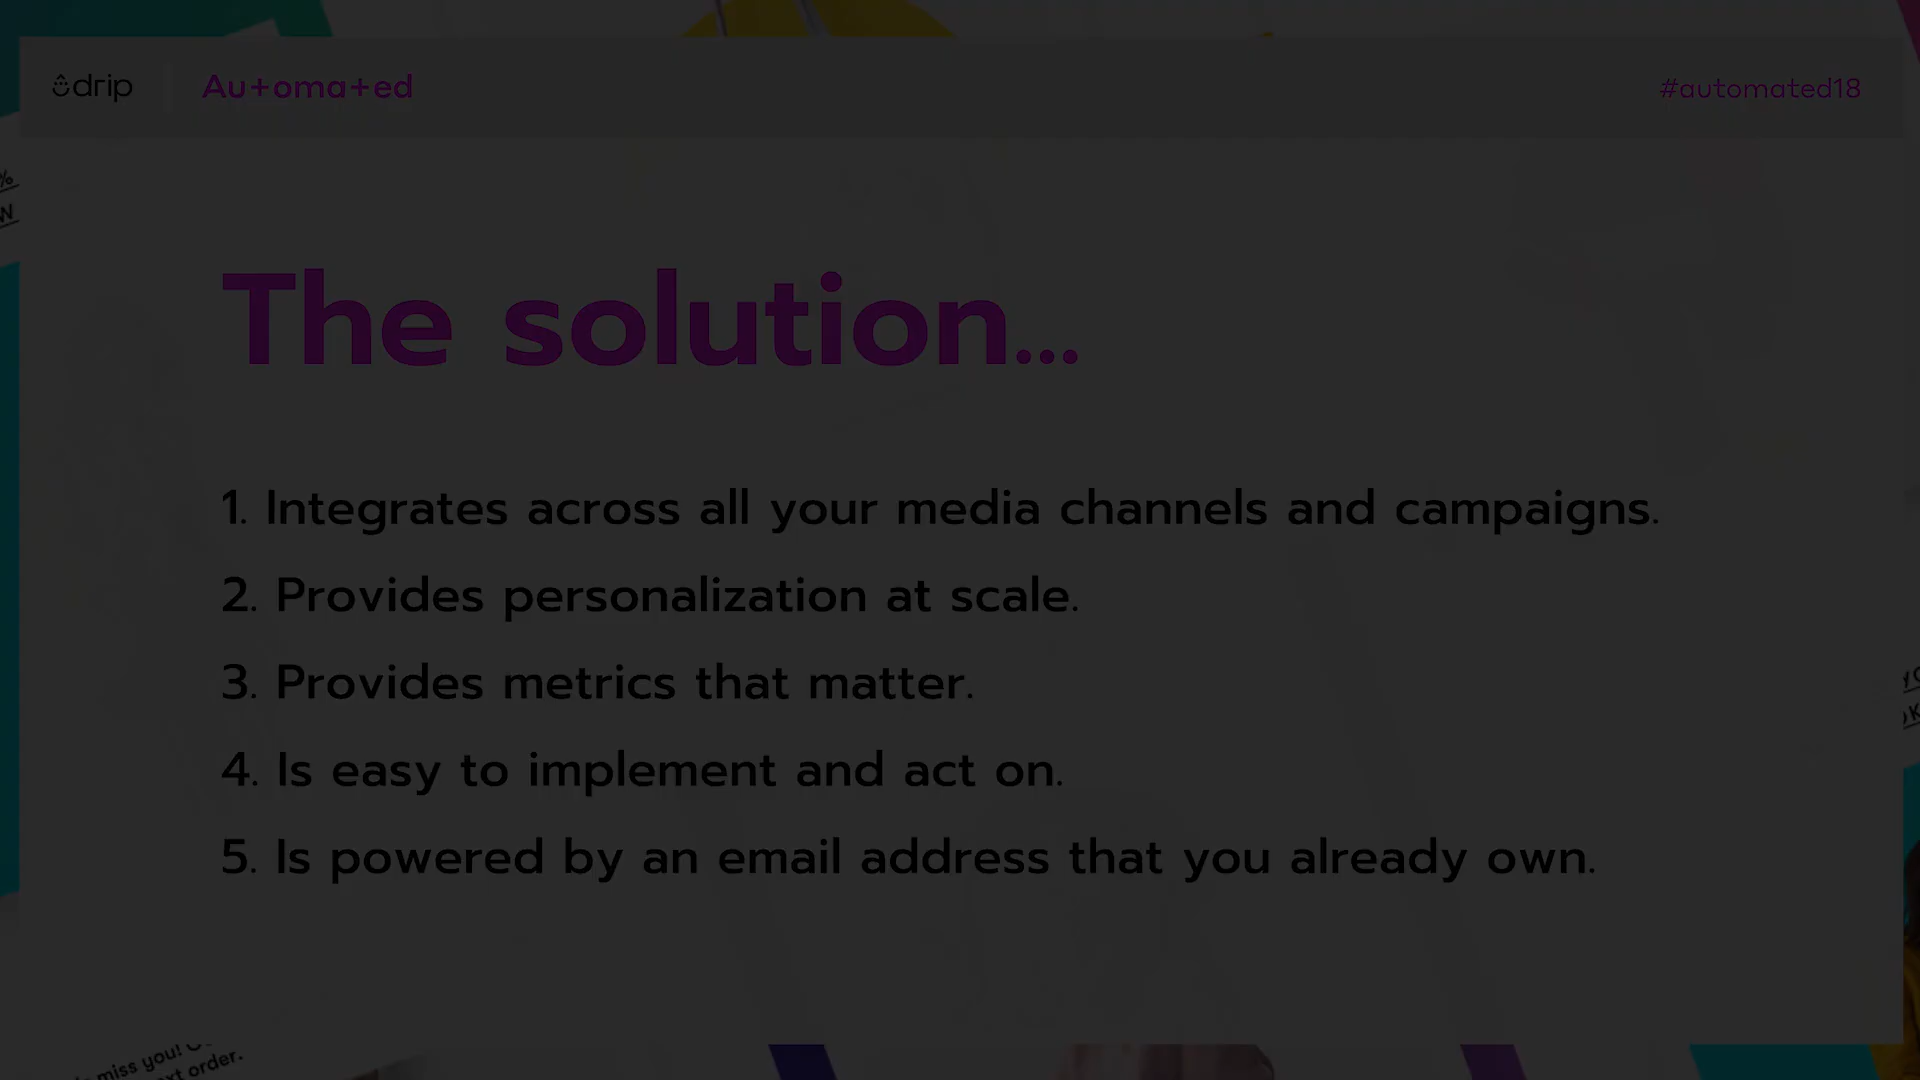 drip
Au+oma+ed
#automated18
%
W
The solution...
1. Integrates across all your media channels and campaigns.
2. Provides personalization at scale.
3. Provides metrics that matter.
4. Is easy to implement and act on.
5. Is powered by an email address that you already own.
miss you!
order.